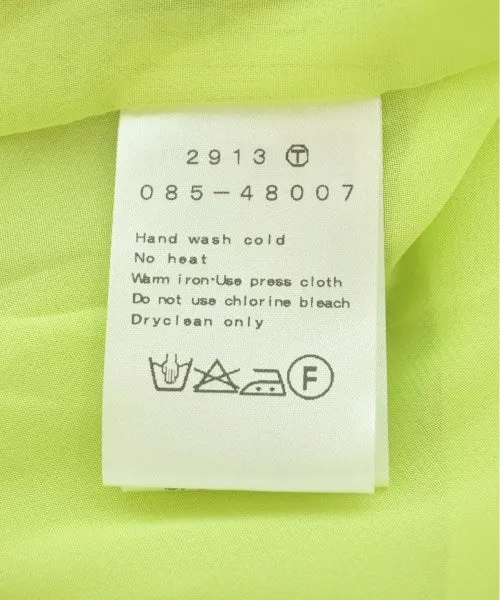 2913 Ⓣ
085-48007
Hand wash cold
No heat
Warm iron·Use press cloth
Do not use chlorine bleach
Dryclean only
F